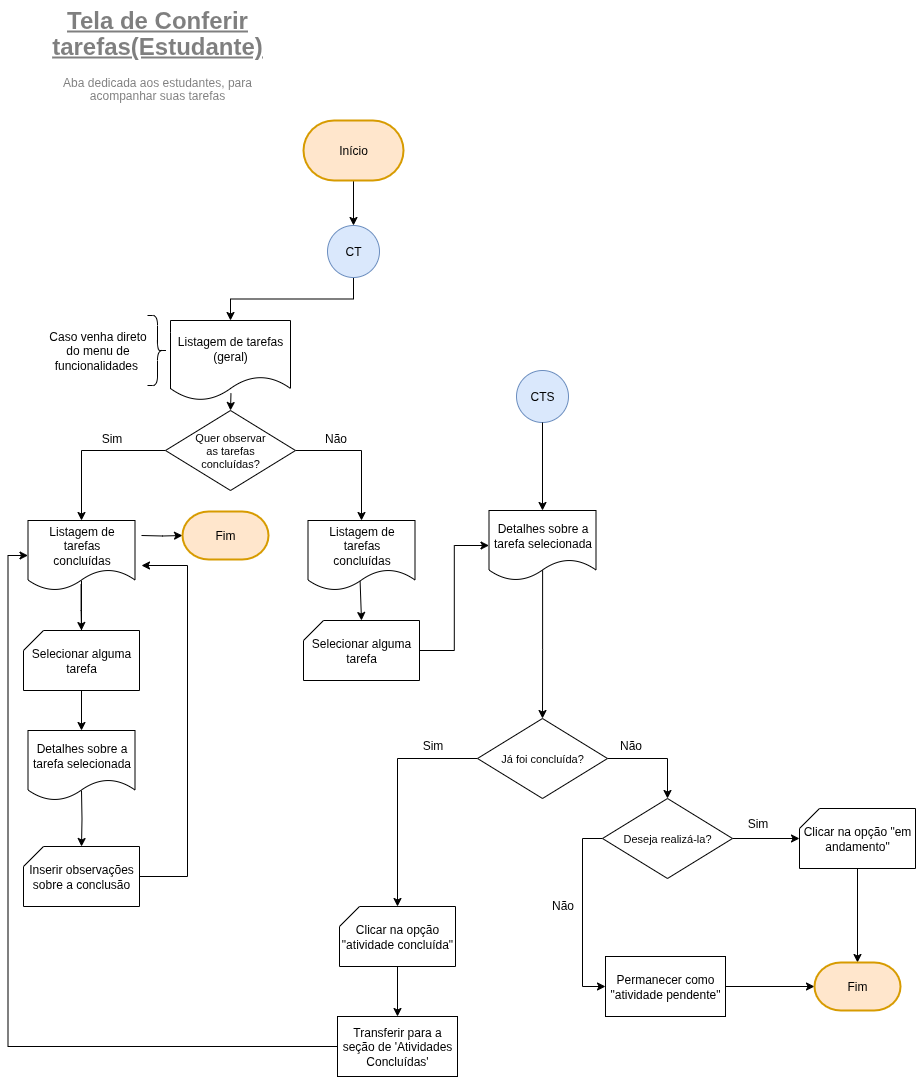 Tela de Conferir
tarefas(Estudante)
Aba dedicada aos estudantes, para
acompanhar suas tarefas
Início
CT
Caso venha direto
do menu de
funcionalidades
Listagem de tarefas
(geral)
CTS
Sim
Quer observar
as tarefas
concluídas?
Não
Listagem de
tarefas
concluídas
Fim
Listagem de
tarefas
concluídas
Detalhes sobre a
tarefa selecionada
Selecionar alguma
tarefa
Selecionar alguma
tarefa
Detalhes sobre a
tarefa selecionada
Sim
Já foi concluída?
Não
Inserir observações
sobre a conclusão
Deseja realizá-la?
Sim
Clicar na opção "em
andamento"
Não
Clicar na opção
"atividade concluída"
Permanecer como
"atividade pendente"
Fim
Transferir para a
seção de 'Atividades
Concluídas'